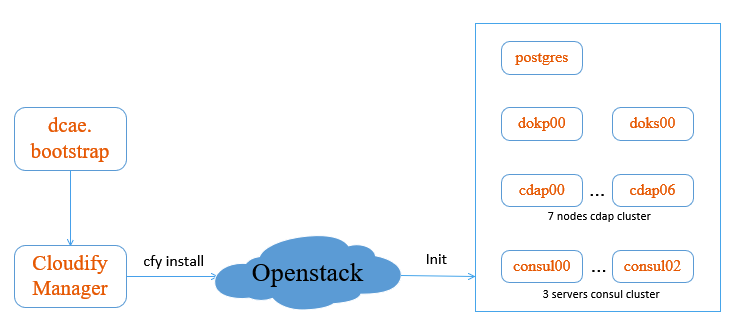 dcae.
bootstrap
Cloudify
Manager
cfy install
Openstack
Init
postgres
dokp00
doks00
cdap00
...
cdap06
7 nodes cdap cluster
consul00
...
consul02
3 servers consul cluster